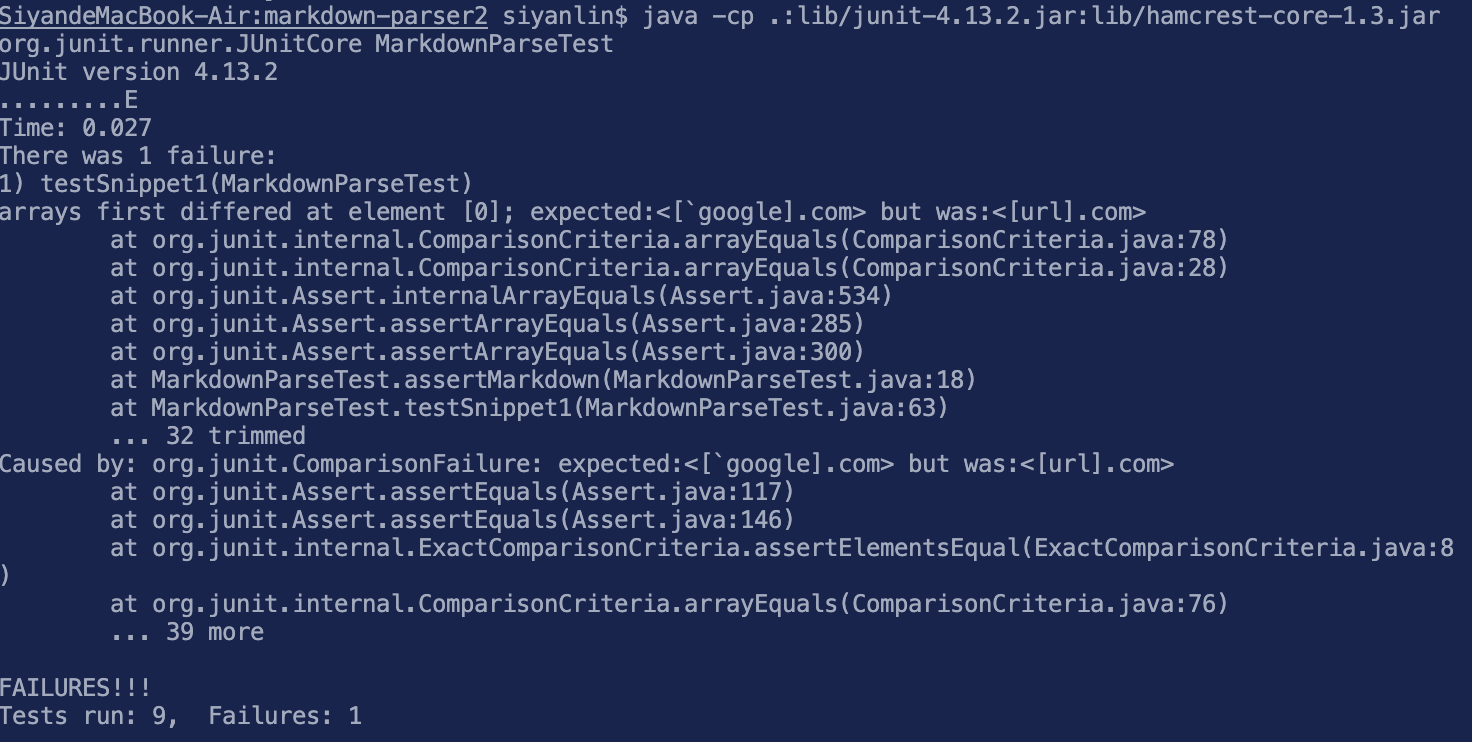 SiyandeMacBook-Air:markdown-parser2 siyanlin$ java -cp .:lib/junit-4.13.2.jar:lib/hamcrest-core-1.3.jar
org.junit.runner.JUnitCore MarkdownParseTest
JUnit version 4.13.2
.........E
Time: 0.027
There was 1 failure:
1) testSnippet1(MarkdownParseTest)
arrays first differed at element [0]; expected:<[`google].com> but was:<[url].com>
        at org.junit.internal.ComparisonCriteria.arrayEquals(ComparisonCriteria.java:78)
        at org.junit.internal.ComparisonCriteria.arrayEquals(ComparisonCriteria.java:28)
        at org.junit.Assert.internalArrayEquals(Assert.java:534)
        at org.junit.Assert.assertArrayEquals(Assert.java:285)
        at org.junit.Assert.assertArrayEquals(Assert.java:300)
        at MarkdownParseTest.assertMarkdown(MarkdownParseTest.java:18)
        at MarkdownParseTest.testSnippet1(MarkdownParseTest.java:63)
        ... 32 trimmed
Caused by: org.junit.ComparisonFailure: expected:<[`google].com> but was:<[url].com>
        at org.junit.Assert.assertEquals(Assert.java:117)
        at org.junit.Assert.assertEquals(Assert.java:146)
        at org.junit.internal.ExactComparisonCriteria.assertElementsEqual(ExactComparisonCriteria.java:8
)
        at org.junit.internal.ComparisonCriteria.arrayEquals(ComparisonCriteria.java:76)
        ... 39 more

FAILURES!!!
Tests run: 9,  Failures: 1